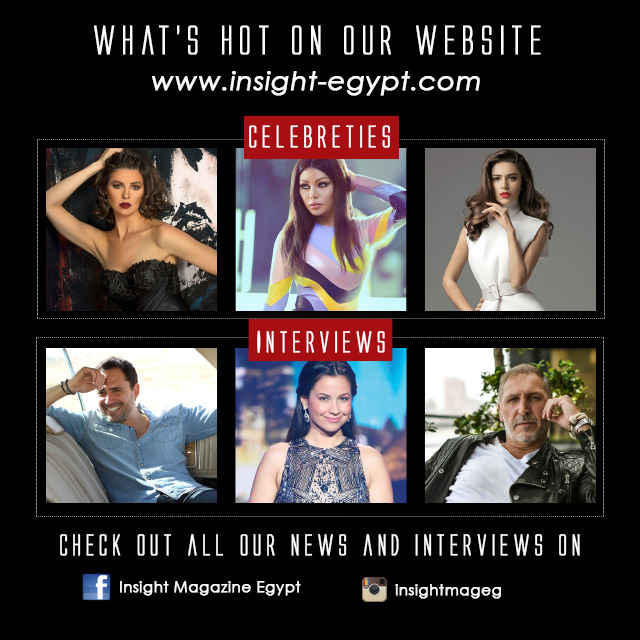 WHAT'S HOT ON OUR WEBSITE
www.insight-egypt.com
CELEBRETIES
INTERVIEWS
CHECK OUT ALL OUR NEWS AND INTERVIEWS ON
Insight Magazine Egypt
insightmageg